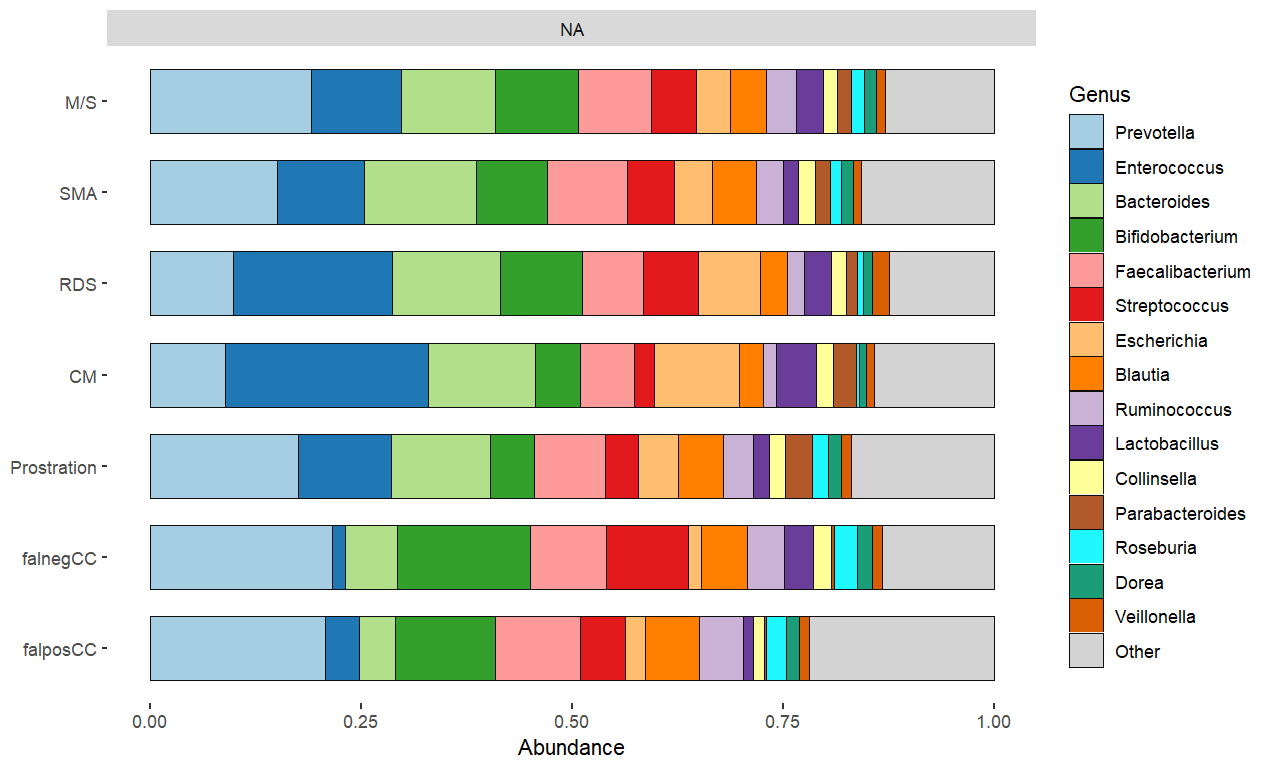 NA
M/S
SMA
RDS
CM
Prostration
falnegCC
falposCC
0.00 0.25 0.50 0.75 1.00
Abundance
Genus
Prevotella
Enterococcus
Bacteroides
Bifidobacterium
Faecalibacterium
Streptococcus
Escherichia
Blautia
Ruminococcus
Lactobacillus
Collinsella
Parabacteroides
Roseburia
Dorea
Veillonella
Other